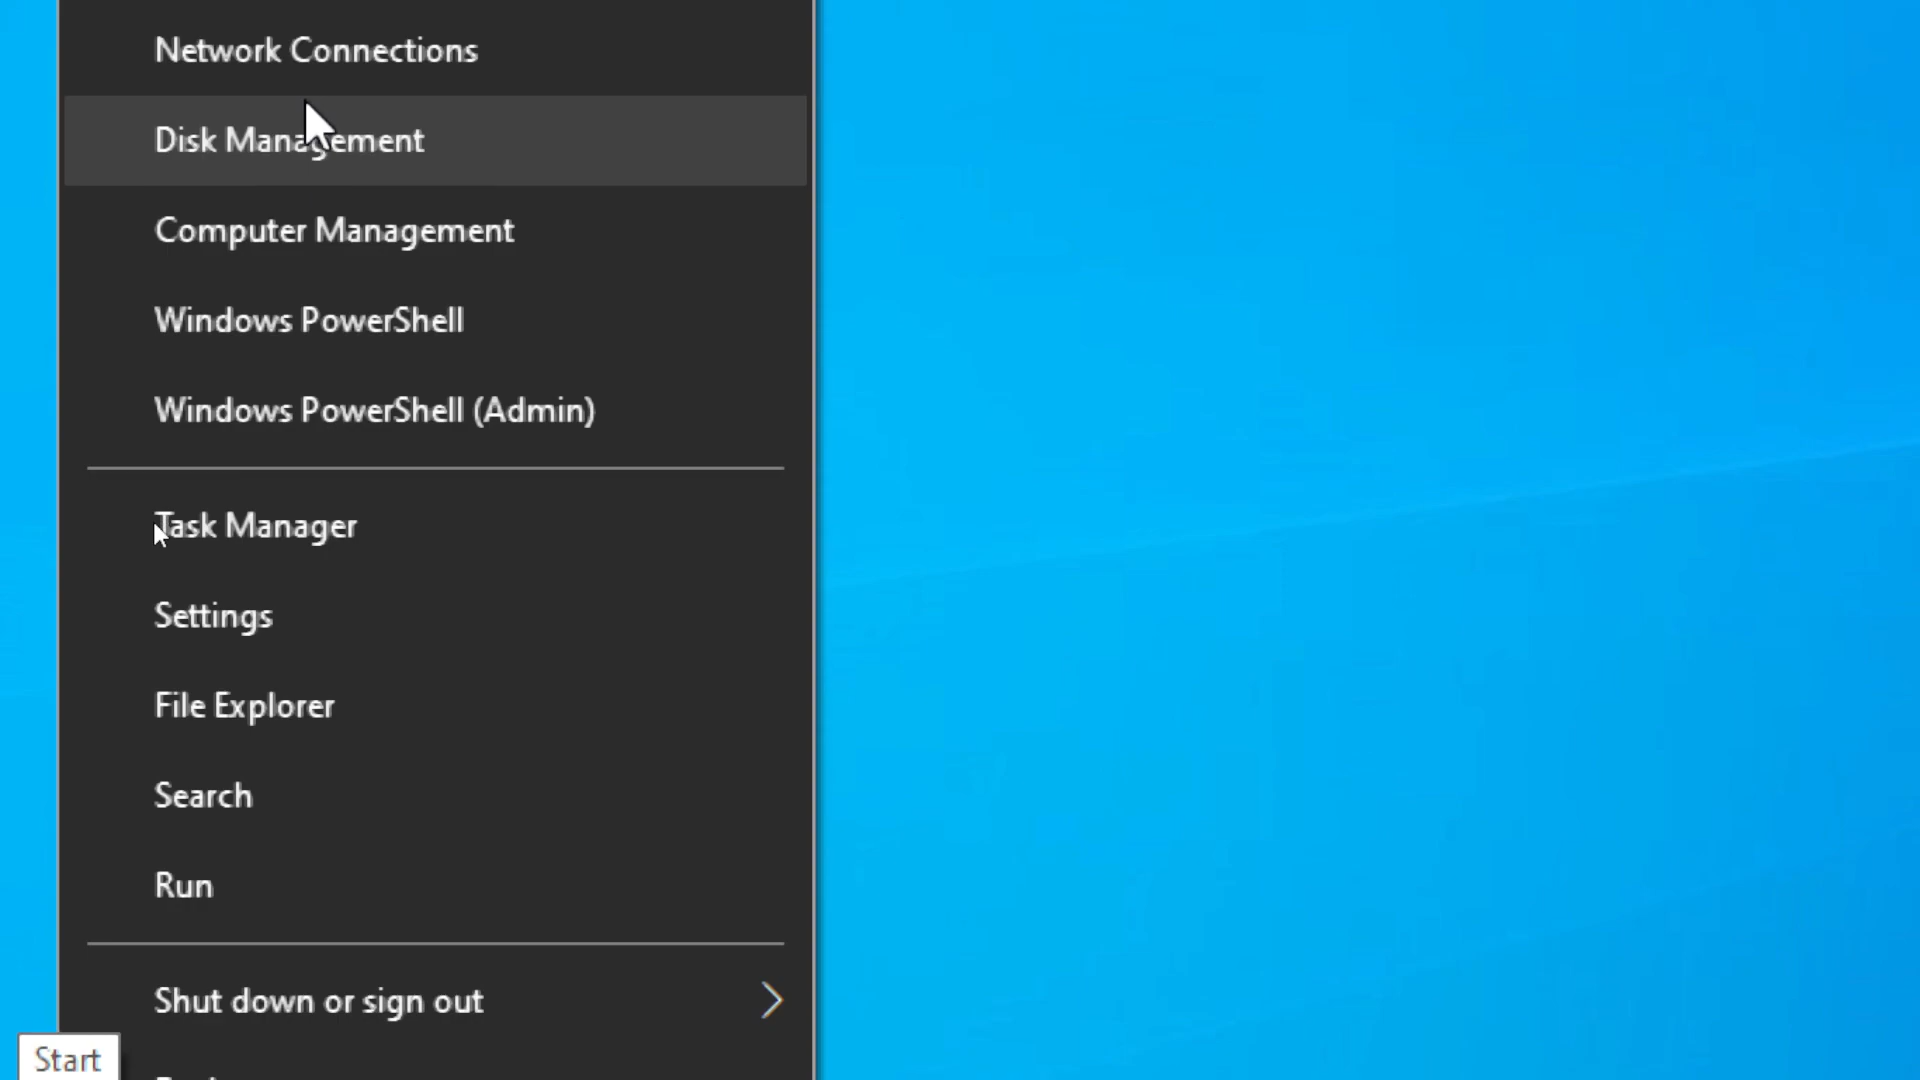 Network Connections
Disk Management
Computer Management
Windows PowerShell
Windows PowerShell (Admin)
Task Manager
Settings
File Explorer
Search
Run
Shut down or sign out
Start